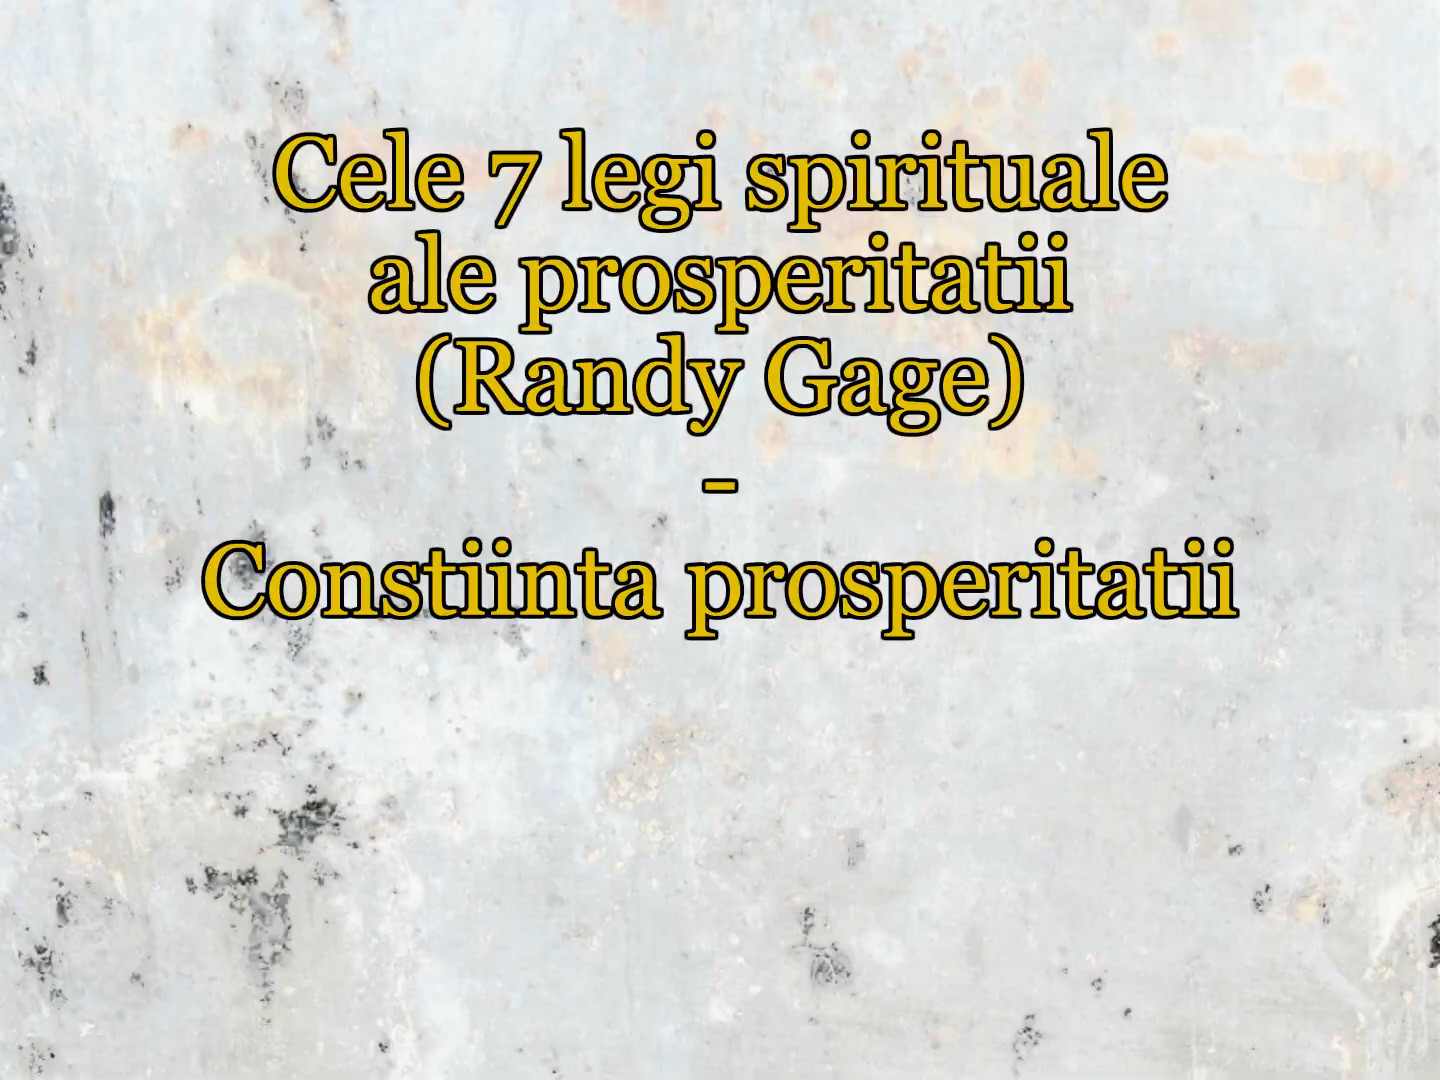 Cele 7 legi spirituale
ale prosperitatii
(Randy Gage)
-
Constiinta prosperitatii